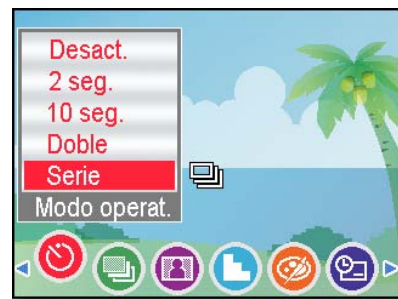 Desact.
2 seg.
10 seg.
Doble
Serie
Modo operat.